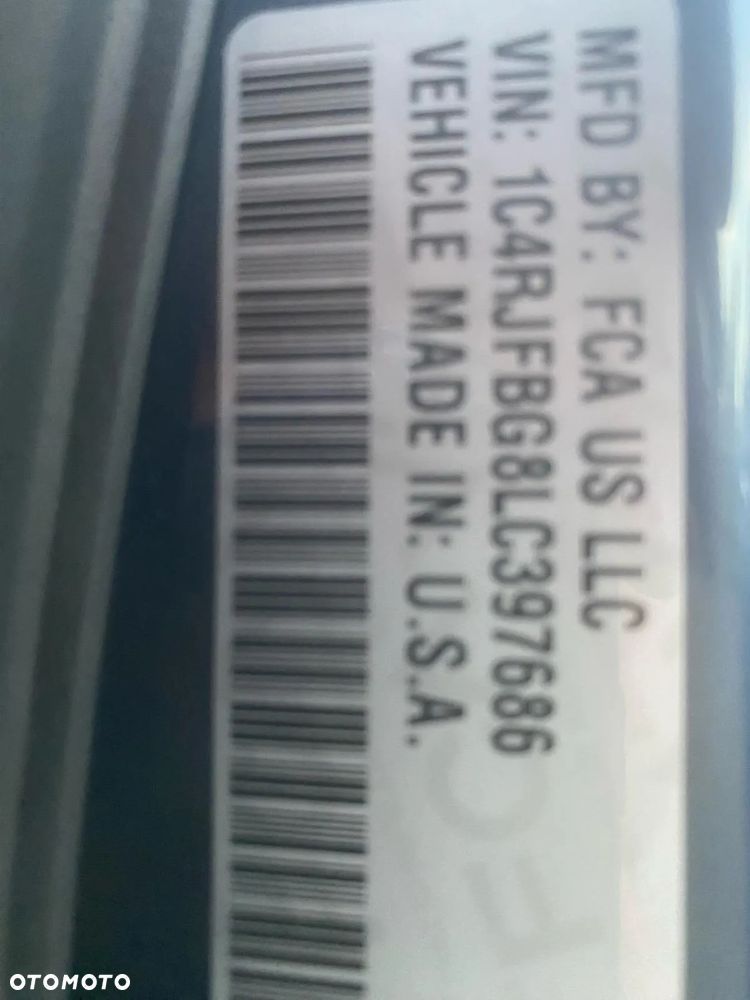 MFD BY: FCA US LLC
VIN: 1C4RJFBG8LC397686
VEHICLE MADE IN: U.S.A.
OTOMOTO